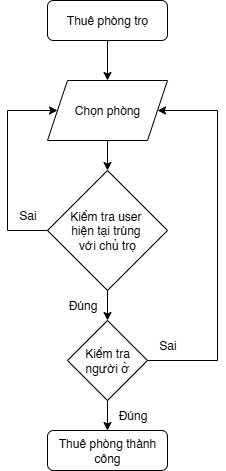 Thuê phòng trọ
Chọn phòng
Sai
Kiểm tra user
hiện tại trùng
với chủ trọ
Đúng
Kiểm tra
người ở
Sai
Đúng
Thuê phòng thành
công